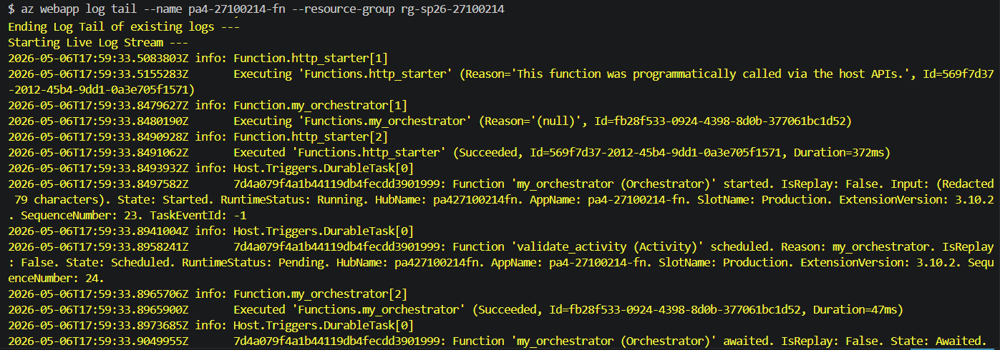 $ az webapp log tail --name pa4-27100214-fn --resource-group rg-sp26-27100214
Ending Log Tail of existing logs ---
Starting Live Log Stream ---
2026-05-06T17:59:33.5083803Z info: Function.http_starter[1]
2026-05-06T17:59:33.5155283Z       Executing 'Functions.http_starter' (Reason='This function was programmatically called via the host APIs.', Id=569f7d37
-2012-45b4-9dd1-0a3e705f1571)
2026-05-06T17:59:33.8479627Z info: Function.my_orchestrator[1]
2026-05-06T17:59:33.8480190Z       Executing 'Functions.my_orchestrator' (Reason='(null)', Id=fb28f533-0924-4398-8d0b-377061bc1d52)
2026-05-06T17:59:33.8490928Z info: Function.http_starter[2]
2026-05-06T17:59:33.8491062Z       Executed 'Functions.http_starter' (Succeeded, Id=569f7d37-2012-45b4-9dd1-0a3e705f1571, Duration=372ms)
2026-05-06T17:59:33.8493932Z info: Host.Triggers.DurableTask[0]
2026-05-06T17:59:33.8497582Z       7d4a079f4a1b44119db4fecdd3901999: Function 'my_orchestrator (Orchestrator)' started. IsReplay: False. Input: (Redacted
 79 characters). State: Started. RuntimeStatus: Running. HubName: pa427100214fn. AppName: pa4-27100214-fn. SlotName: Production. ExtensionVersion: 3.10.2
. SequenceNumber: 23. TaskEventId: -1
2026-05-06T17:59:33.8941004Z info: Host.Triggers.DurableTask[0]
2026-05-06T17:59:33.8958241Z       7d4a079f4a1b44119db4fecdd3901999: Function 'validate_activity (Activity)' scheduled. Reason: my_orchestrator. IsReplay
: False. State: Scheduled. RuntimeStatus: Pending. HubName: pa427100214fn. AppName: pa4-27100214-fn. SlotName: Production. ExtensionVersion: 3.10.2. Sequ
enceNumber: 24.
2026-05-06T17:59:33.8965706Z info: Function.my_orchestrator[2]
2026-05-06T17:59:33.8965900Z       Executed 'Functions.my_orchestrator' (Succeeded, Id=fb28f533-0924-4398-8d0b-377061bc1d52, Duration=47ms)
2026-05-06T17:59:33.8973685Z info: Host.Triggers.DurableTask[0]
2026-05-06T17:59:33.9049955Z       7d4a079f4a1b44119db4fecdd3901999: Function 'my_orchestrator (Orchestrator)' awaited. IsReplay: False. State: Awaited.